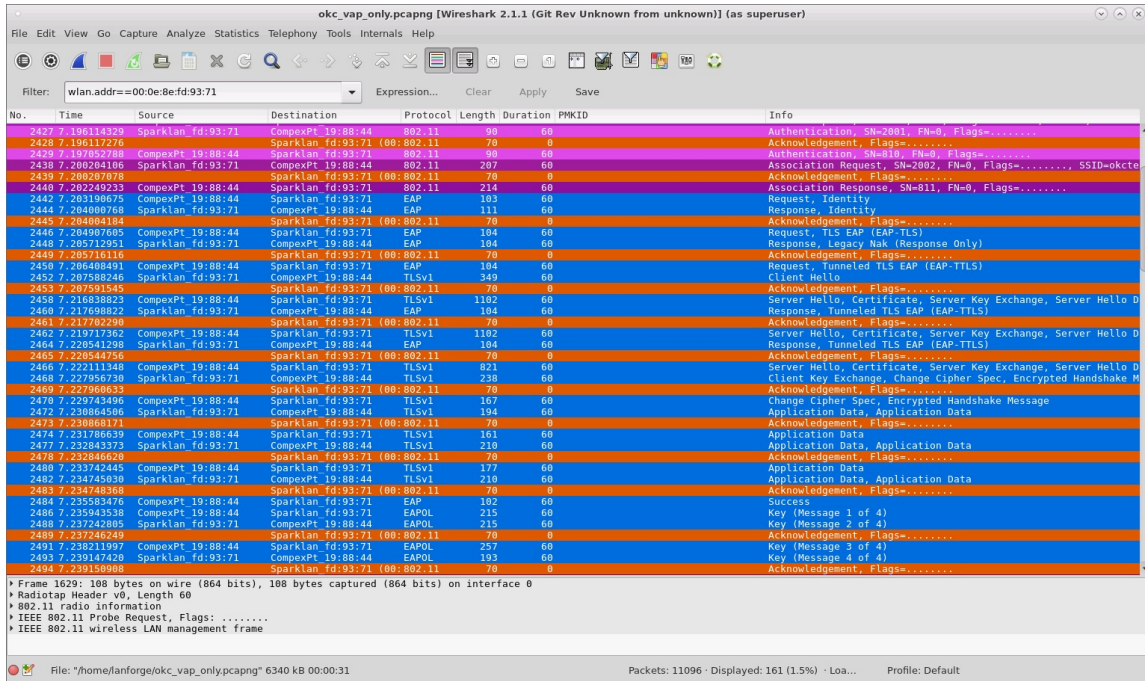 okc_vap_only.pcapng [Wireshark 2.1.1 (Git Rev Unknown from unknown)] (as superuser)
File Edit View Go Capture Analyze Statistics Telephony Tools Internals Help
Filter: wlan.addr==00:0e:8e:fd:93:71 Expression... Clear Apply Save
No. Time Source Destination Protocol Length Duration PMKID Info
2427 7.196114329 Sparklan_fd:93:71 CompexPt_19:88:44 802.11 90 60 Authentication, SN=2001, FN=0, Flags=........
2428 7.196117276 Sparklan_fd:93:71 (00: 802.11 70 0 Acknowledgement, Flags=........
2429 7.197052788 CompexPt_19:88:44 Sparklan_fd:93:71 802.11 90 60 Authentication, SN=810, FN=0, Flags=........
2438 7.200204106 Sparklan_fd:93:71 CompexPt_19:88:44 802.11 207 60 Association Request, SN=2002, FN=0, Flags=........, SSID=okcte
2439 7.200207078 Sparklan_fd:93:71 (00: 802.11 70 0 Acknowledgement, Flags=........
2440 7.202249233 CompexPt_19:88:44 Sparklan_fd:93:71 802.11 214 60 Association Response, SN=811, FN=0, Flags=........
2442 7.203190675 CompexPt_19:88:44 Sparklan_fd:93:71 EAP 103 60 Request, Identity
2444 7.204000768 Sparklan_fd:93:71 CompexPt_19:88:44 EAP 111 60 Response, Identity
2445 7.204004184 Sparklan_fd:93:71 (00: 802.11 70 0 Acknowledgement, Flags=........
2446 7.204907605 CompexPt_19:88:44 Sparklan_fd:93:71 EAP 104 60 Request, TLS EAP (EAP-TLS)
2448 7.205712951 Sparklan_fd:93:71 CompexPt_19:88:44 EAP 104 60 Response, Legacy Nak (Response Only)
2449 7.205716116 Sparklan_fd:93:71 (00: 802.11 70 0 Acknowledgement, Flags=........
2450 7.206408491 CompexPt_19:88:44 Sparklan_fd:93:71 EAP 104 60 Request, Tunneled TLS EAP (EAP-TTLS)
2452 7.207588246 Sparklan_fd:93:71 CompexPt_19:88:44 TLSv1 349 60 Client Hello
2453 7.207591545 Sparklan_fd:93:71 (00: 802.11 70 0 Acknowledgement, Flags=........
2458 7.216838823 CompexPt_19:88:44 Sparklan_fd:93:71 TLSv1 1102 60 Server Hello, Certificate, Server Key Exchange, Server Hello D
2460 7.217698822 Sparklan_fd:93:71 CompexPt_19:88:44 EAP 104 60 Response, Tunneled TLS EAP (EAP-TTLS)
2461 7.217702290 Sparklan_fd:93:71 (00: 802.11 70 0 Acknowledgement, Flags=........
2462 7.219717362 CompexPt_19:88:44 Sparklan_fd:93:71 TLSv1 1102 60 Server Hello, Certificate, Server Key Exchange, Server Hello D
2464 7.220541298 Sparklan_fd:93:71 CompexPt_19:88:44 EAP 104 60 Response, Tunneled TLS EAP (EAP-TTLS)
2465 7.220544756 Sparklan_fd:93:71 (00: 802.11 70 0 Acknowledgement, Flags=........
2466 7.222111348 CompexPt_19:88:44 Sparklan_fd:93:71 TLSv1 821 60 Server Hello, Certificate, Server Key Exchange, Server Hello D
2468 7.227956730 Sparklan_fd:93:71 CompexPt_19:88:44 TLSv1 238 60 Client Key Exchange, Change Cipher Spec, Encrypted Handshake M
2469 7.227960633 Sparklan_fd:93:71 (00: 802.11 70 0 Acknowledgement, Flags=........
2470 7.229743496 CompexPt_19:88:44 Sparklan_fd:93:71 TLSv1 167 60 Change Cipher Spec, Encrypted Handshake Message
2472 7.230864506 Sparklan_fd:93:71 CompexPt_19:88:44 TLSv1 194 60 Application Data, Application Data
2473 7.230868171 Sparklan_fd:93:71 (00: 802.11 70 0 Acknowledgement, Flags=........
2474 7.231786639 CompexPt_19:88:44 Sparklan_fd:93:71 TLSv1 161 60 Application Data
2477 7.232843373 Sparklan_fd:93:71 CompexPt_19:88:44 TLSv1 210 60 Application Data, Application Data
2478 7.232846620 Sparklan_fd:93:71 (00: 802.11 70 0 Acknowledgement, Flags=........
2480 7.233742445 CompexPt_19:88:44 Sparklan_fd:93:71 TLSv1 177 60 Application Data
2482 7.234745030 Sparklan_fd:93:71 CompexPt_19:88:44 TLSv1 210 60 Application Data, Application Data
2483 7.234748368 Sparklan_fd:93:71 (00: 802.11 70 0 Acknowledgement, Flags=........
2484 7.235583476 CompexPt_19:88:44 Sparklan_fd:93:71 EAP 102 60 Success
2486 7.235943538 CompexPt_19:88:44 Sparklan_fd:93:71 EAPOL 215 60 Key (Message 1 of 4)
2488 7.237242805 Sparklan_fd:93:71 CompexPt_19:88:44 EAPOL 215 60 Key (Message 2 of 4)
2489 7.237246249 Sparklan_fd:93:71 (00: 802.11 70 0 Acknowledgement, Flags=........
2491 7.238211997 CompexPt_19:88:44 Sparklan_fd:93:71 EAPOL 257 60 Key (Message 3 of 4)
2493 7.239147420 Sparklan_fd:93:71 CompexPt_19:88:44 EAPOL 193 60 Key (Message 4 of 4)
2494 7.239150908 Sparklan_fd:93:71 (00: 802.11 70 0 Acknowledgement, Flags=........
Frame 1629: 108 bytes on wire (864 bits), 108 bytes captured (864 bits) on interface 0
Radiotap Header v0, Length 60
802.11 radio information
IEEE 802.11 Probe Request, Flags: ........
IEEE 802.11 wireless LAN management frame
File: "/home/lanforge/okc_vap_only.pcapng" 6340 kB 00:00:31 Packets: 11096 · Displayed: 161 (1.5%) · Loa... Profile: Default